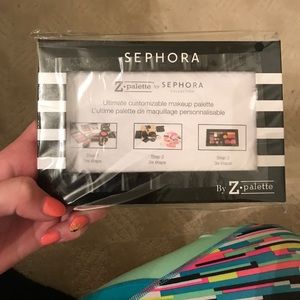 SEPHORA
Z•palette by SEPHORA
COLLECTION
Ultimate customizable makeup palette
L'ultime palette de maquillage personnalisable
Step 1 Step 2 Step 3
By Z•palette